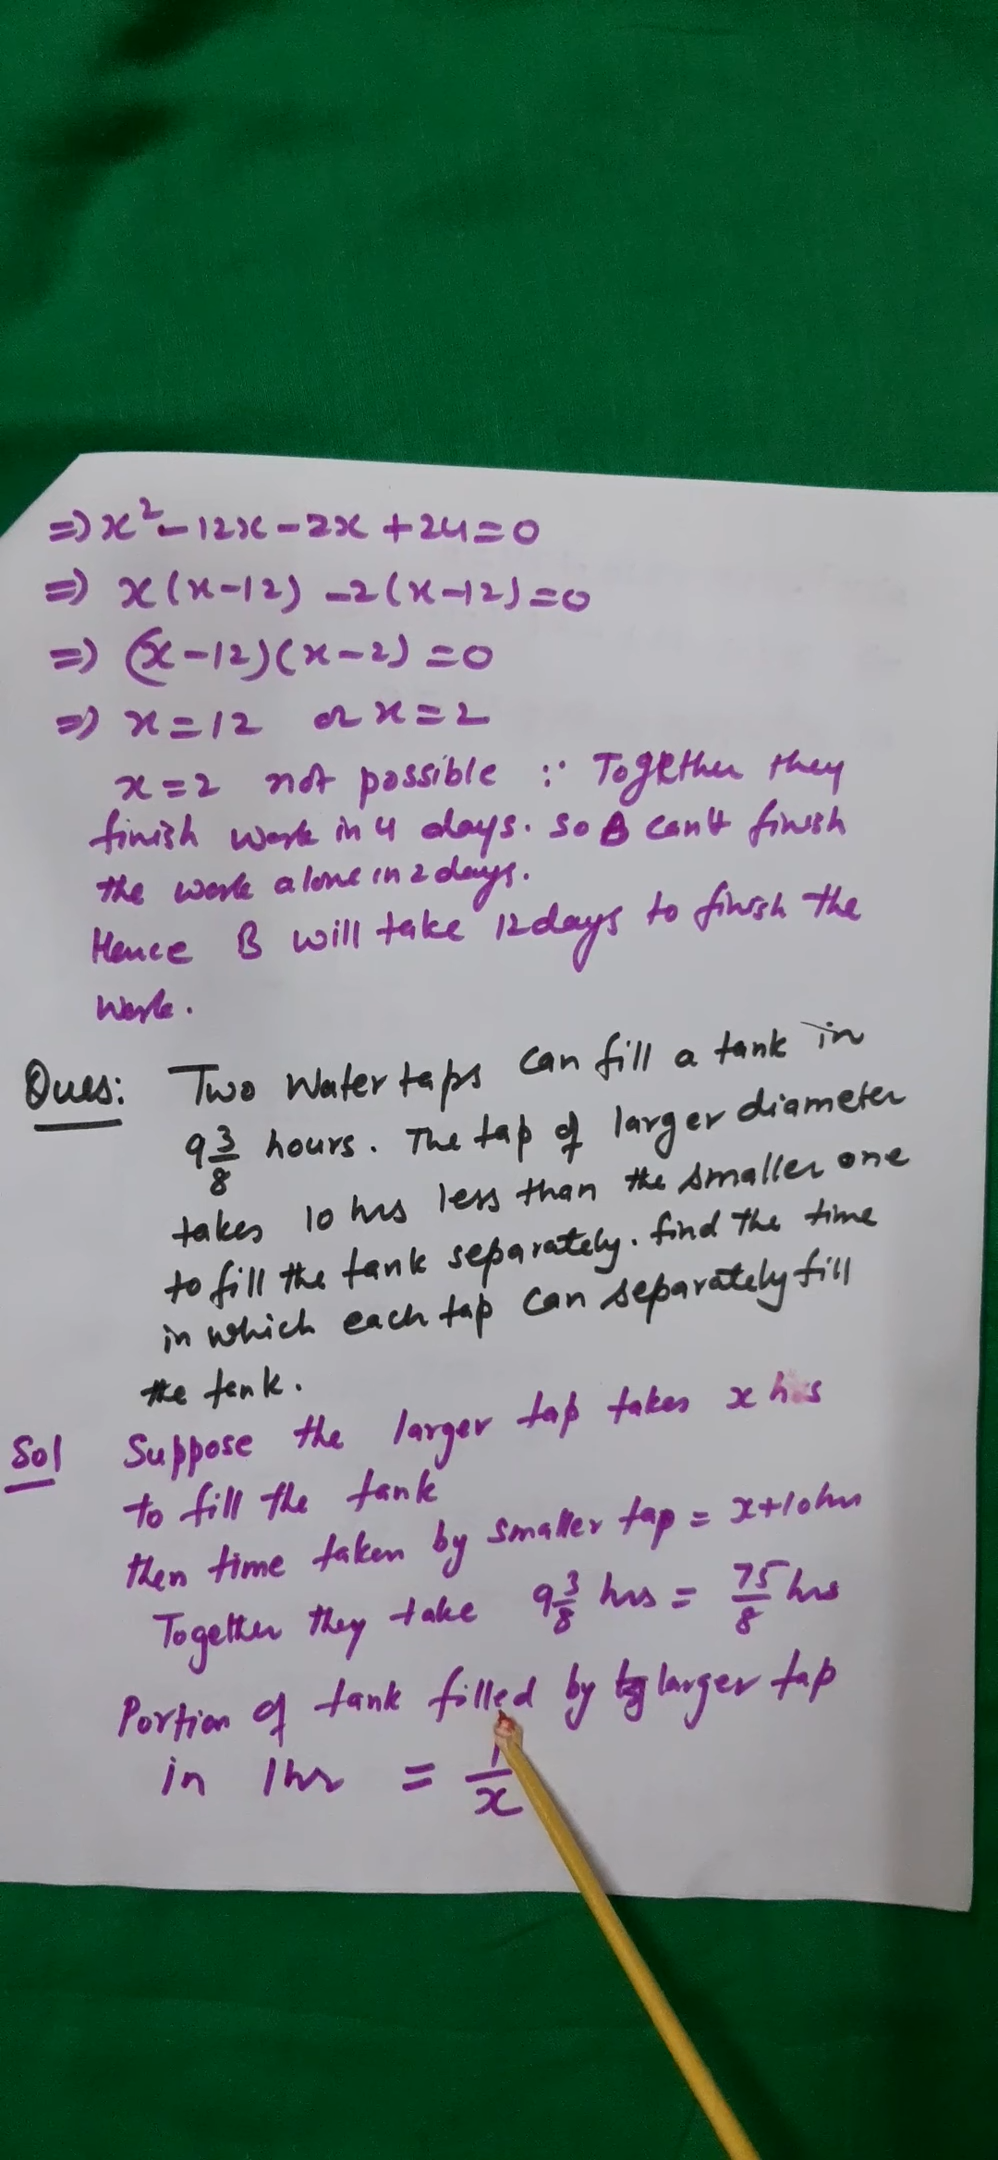 ⇒ x² - 12x - 2x + 24 = 0
⇒ x(x-12) -2(x-12) = 0
⇒ (x-12)(x-2) = 0
⇒ x = 12 or x = 2
x = 2 not possible ∵ Together they
finish work in 4 days. So B can't finish
the work alone in 2 days.
Hence B will take 12 days to finish the
work.
Ques: Two Water taps can fill a tank in
9 3/8 hours. The tap of larger diameter
takes 10 hrs less than the smaller one
to fill the tank separately. find the time
in which each tap can separately fill
the tank.
Sol Suppose the larger tap takes x hrs
to fill the tank
then time taken by smaller tap = x+10 hrs
Together they take 9 3/8 hrs = 75/8 hrs
Portion of tank filled by larger tap
in 1 hr = 1/x